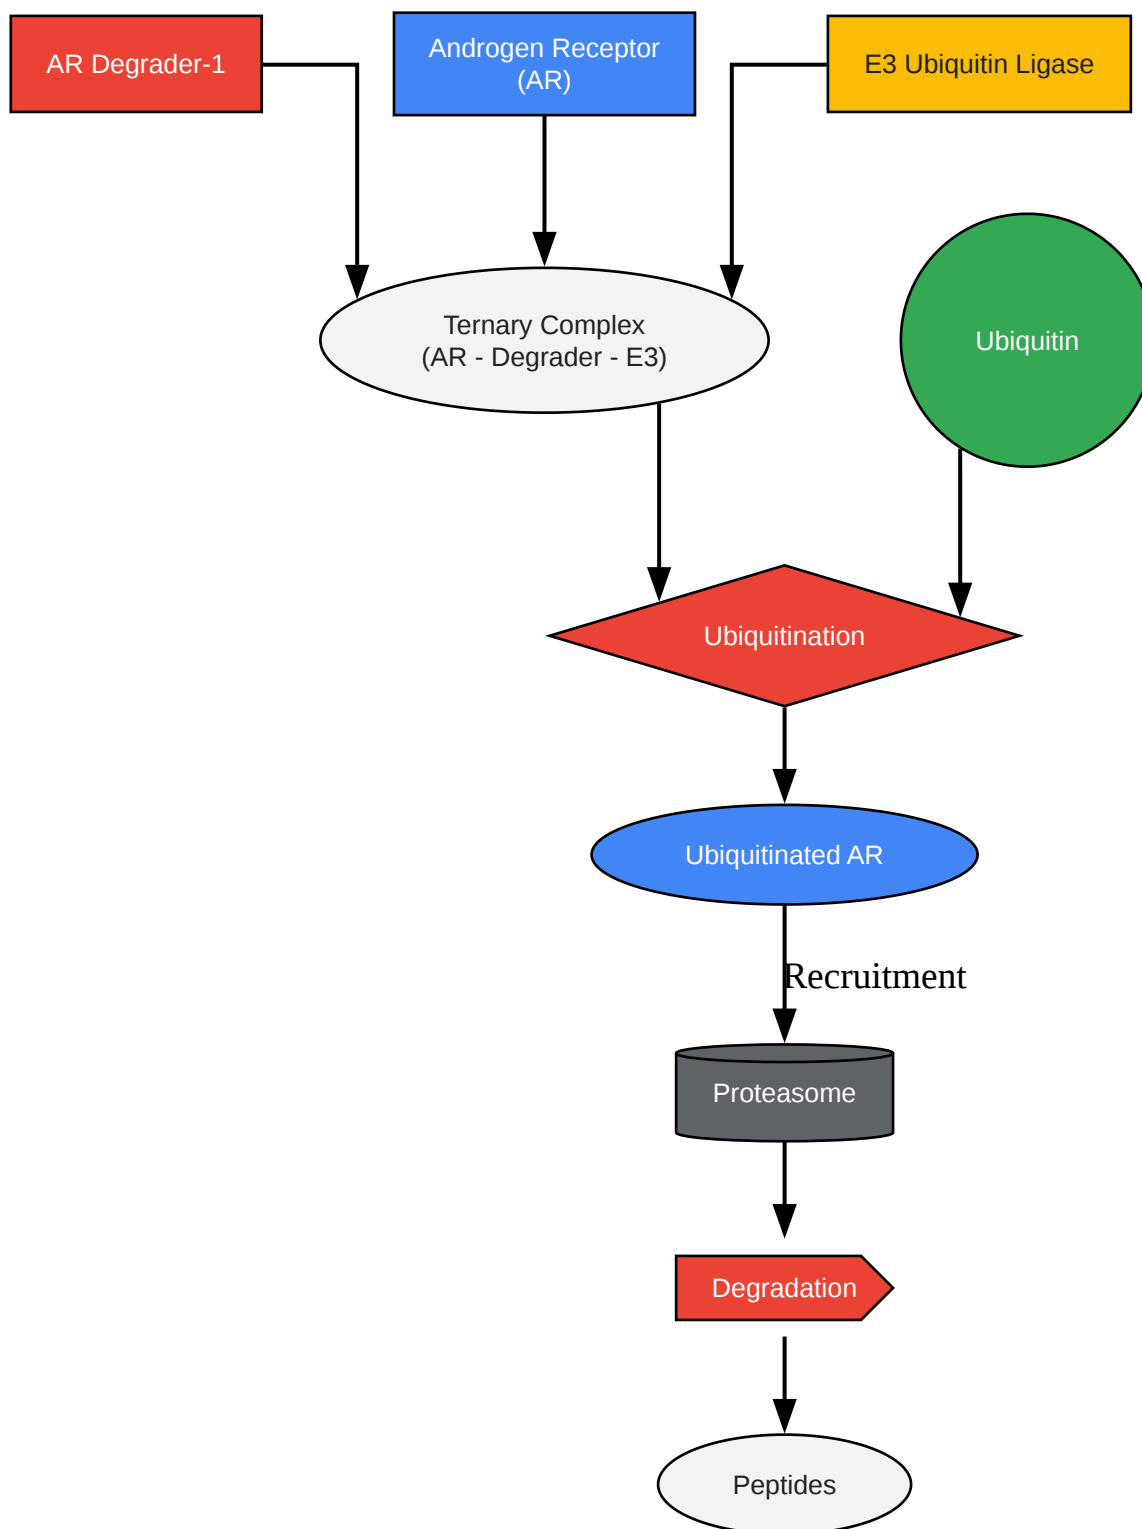 AR Degrader-1
Androgen Receptor
(AR)
E3 Ubiquitin Ligase
Ternary Complex
(AR - Degrader - E3)
Ubiquitin
Ubiquitination
Ubiquitinated AR
Recruitment
Proteasome
Degradation
Peptides